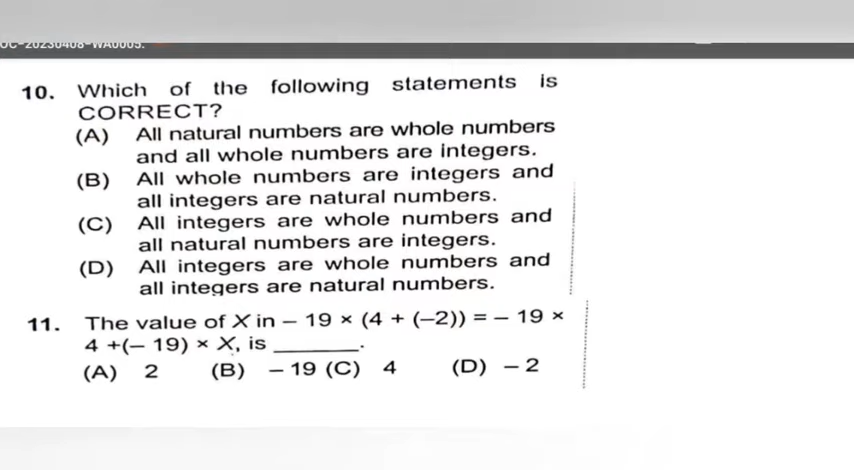 OC-20230408-WA0005.
10. Which of the following statements is
CORRECT?
(A) All natural numbers are whole numbers
and all whole numbers are integers.
(B) All whole numbers are integers and
all integers are natural numbers.
(C) All integers are whole numbers and
all natural numbers are integers.
(D) All integers are whole numbers and
all integers are natural numbers.
11. The value of X in – 19 × (4 + (–2)) = – 19 ×
4 +(– 19) × X, is ________.
(A) 2 (B) – 19 (C) 4 (D) – 2